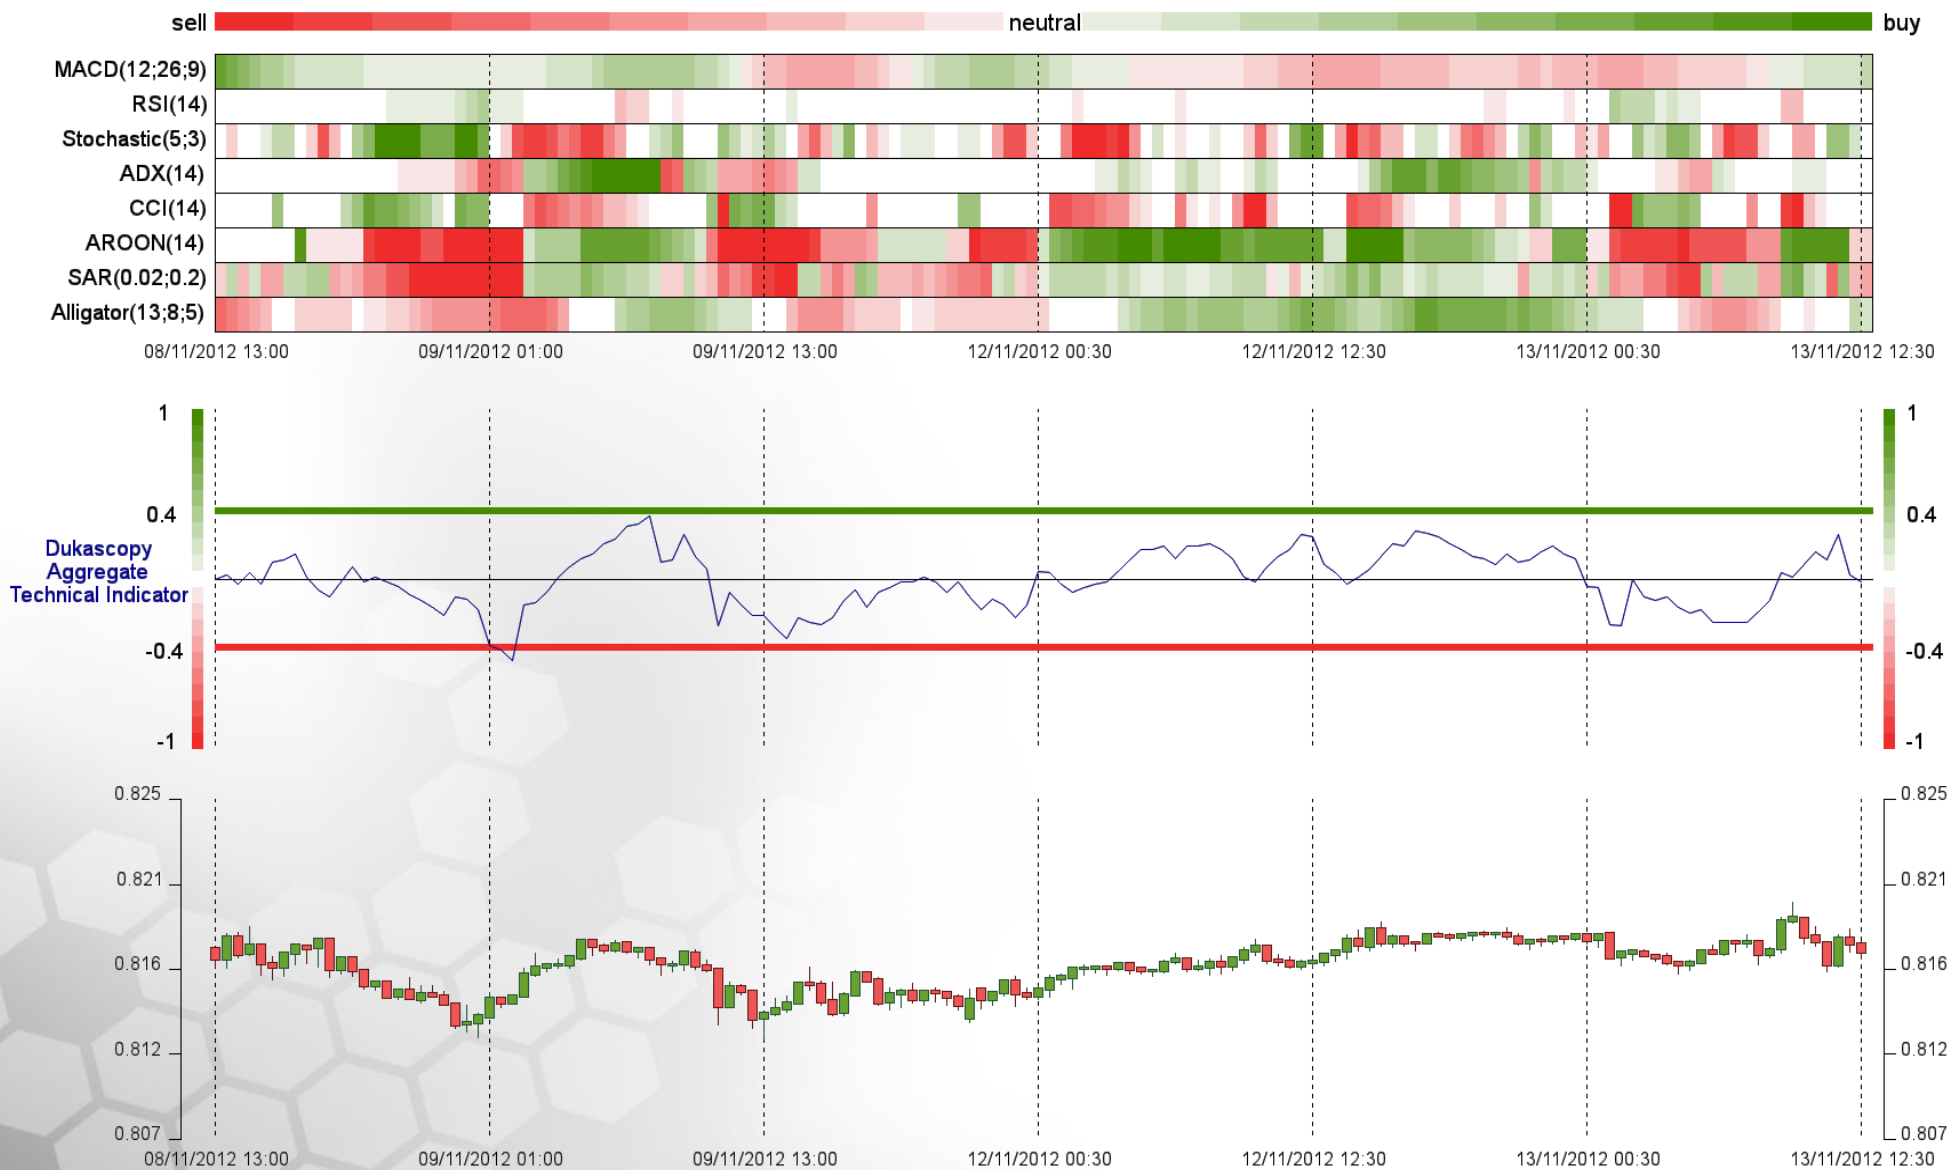 sell neutral buy
MACD(12;26;9)
RSI(14)
Stochastic(5;3)
ADX(14)
CCI(14)
AROON(14)
SAR(0.02;0.2)
Alligator(13;8;5)
08/11/2012 13:00 09/11/2012 01:00 09/11/2012 13:00 12/11/2012 00:30 12/11/2012 12:30 13/11/2012 00:30 13/11/2012 12:30
1 1
0.4 0.4
Dukascopy
Aggregate
Technical Indicator
-0.4 -0.4
-1 -1
0.825 0.825
0.821 0.821
0.816 0.816
0.812 0.812
0.807 0.807
08/11/2012 13:00 09/11/2012 01:00 09/11/2012 13:00 12/11/2012 00:30 12/11/2012 12:30 13/11/2012 00:30 13/11/2012 12:30